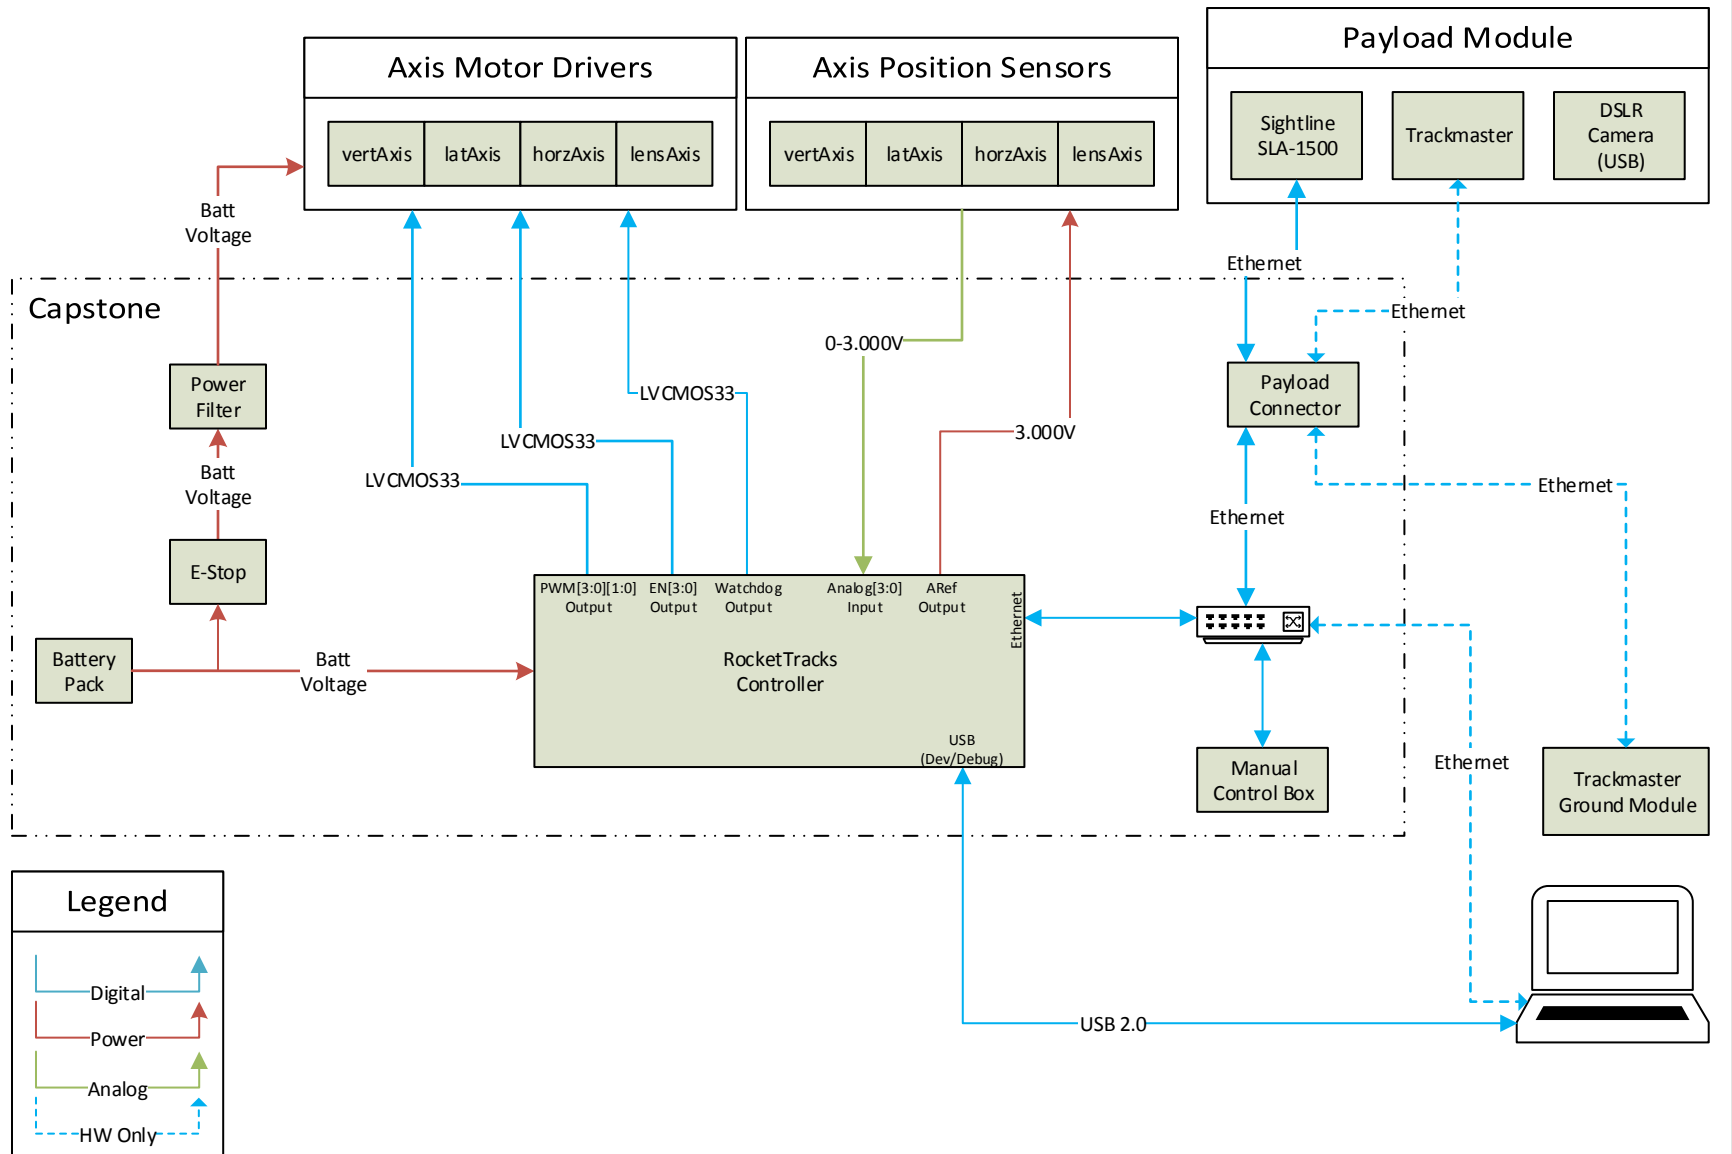 Axis Motor Drivers
vertAxis
latAxis
horzAxis
lensAxis
Axis Position Sensors
vertAxis
latAxis
horzAxis
lensAxis
Payload Module
Sightline
SLA-1500
Trackmaster
DSLR
Camera
(USB)
Batt
Voltage
Ethernet
Ethernet
Capstone
0-3.000V
LVCMOS33
3.000V
LVCMOS33
LVCMOS33
Power
Filter
Payload
Connector
Batt
Voltage
Ethernet
Ethernet
E-Stop
PWM[3:0][1:0]
Output
EN[3:0]
Output
Watchdog
Output
Analog[3:0]
Input
ARef
Output
Ethernet
Battery
Pack
Batt
Voltage
RocketTracks
Controller
USB
(Dev/Debug)
Manual
Control Box
Ethernet
Trackmaster
Ground Module
Legend
Digital
Power
Analog
HW Only
USB 2.0